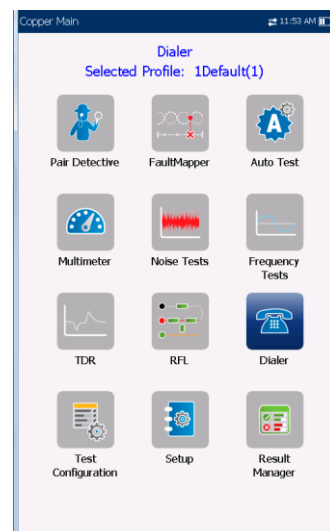 Copper Main 11:53 AM
Dialer
Selected Profile: 1Default(1)
Pair Detective FaultMapper Auto Test
Multimeter Noise Tests Frequency
Tests
TDR RFL Dialer
Test Setup Result
Configuration Manager